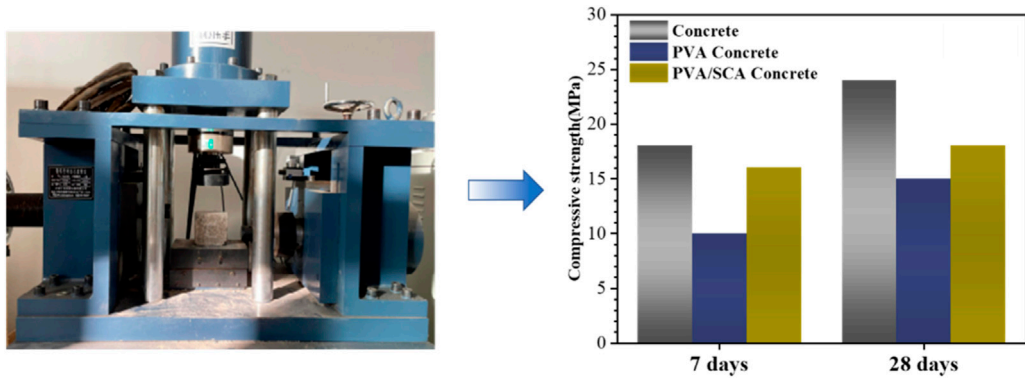 30
25
20
15
10
5
0
Compressive strength(MPa)
Concrete
PVA Concrete
PVA/SCA Concrete
7 days
28 days